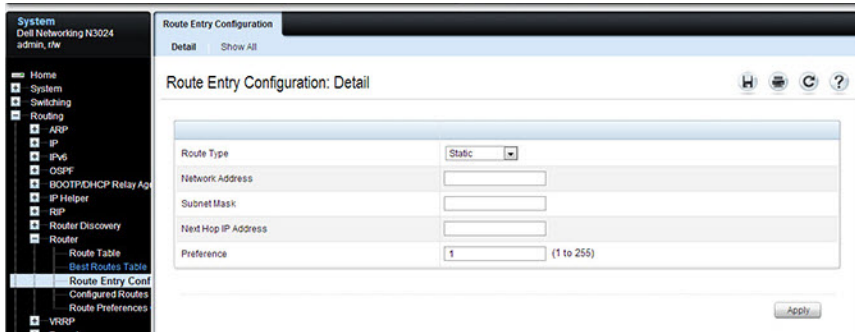 System
Dell Networking N3024
admin, r/w
Home
System
Switching
Routing
ARP
IP
IPv6
OSPF
BOOTP/DHCP Relay Age
IP Helper
RIP
Router Discovery
Router
Route Table
Best Routes Table
Route Entry Conf
Configured Routes
Route Preferences
VRRP
Route Entry Configuration
Detail Show All
Route Entry Configuration: Detail
Route Type Static
Network Address
Subnet Mask
Next Hop IP Address
Preference 1 (1 to 255)
Apply